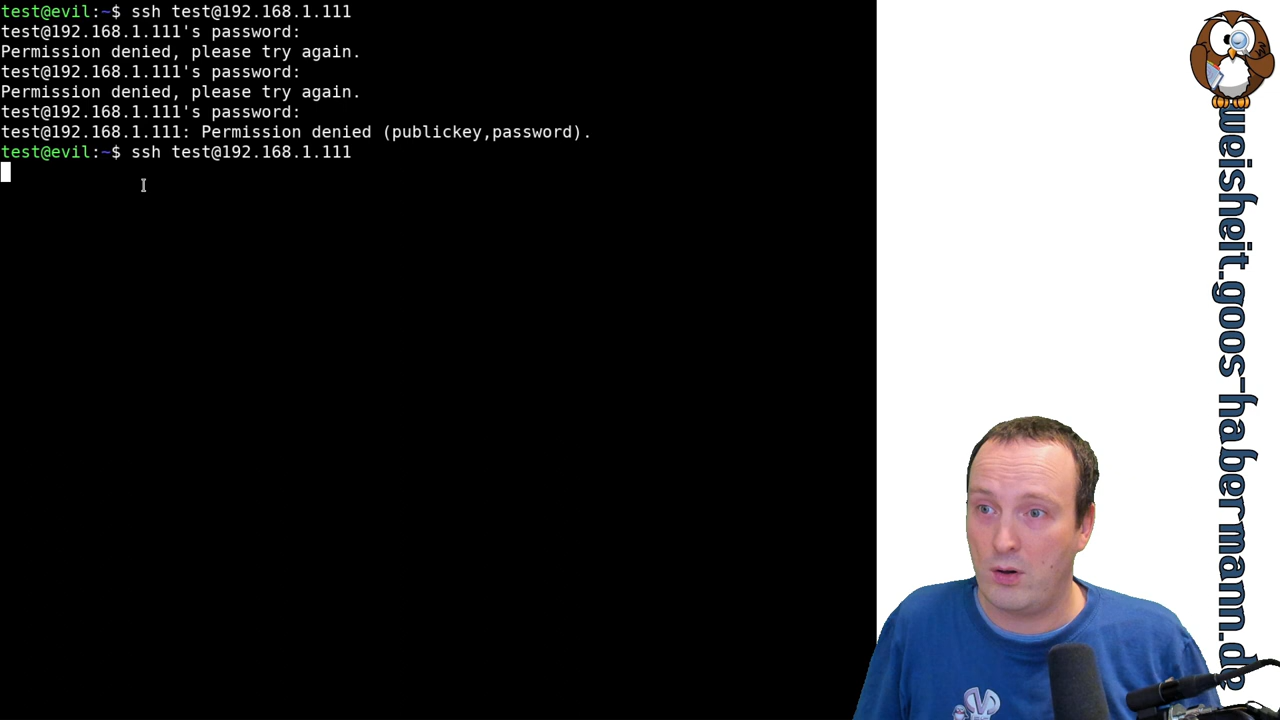 test@evil:~$ ssh test@192.168.1.111
test@192.168.1.111's password:
Permission denied, please try again.
test@192.168.1.111's password:
Permission denied, please try again.
test@192.168.1.111's password:
test@192.168.1.111: Permission denied (publickey,password).
test@evil:~$ ssh test@192.168.1.111
weisheit.goos-habermann.de